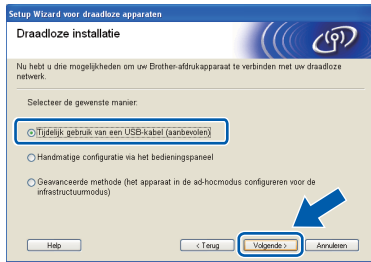 Setup Wizard voor draadloze apparaten
Draadloze installatie
Nu hebt u drie mogelijkheden om uw Brother-afdrukapparaat te verbinden met uw draadloze
netwerk.
Selecteer de gewenste manier:
Tijdelijk gebruik van een USB-kabel (aanbevolen)
Handmatige configuratie via het bedieningspaneel
Geavanceerde methode (het apparaat in de ad-hocmodus configureren voor de
infrastructuurmodus)
Help
< Terug
Volgende >
Annuleren